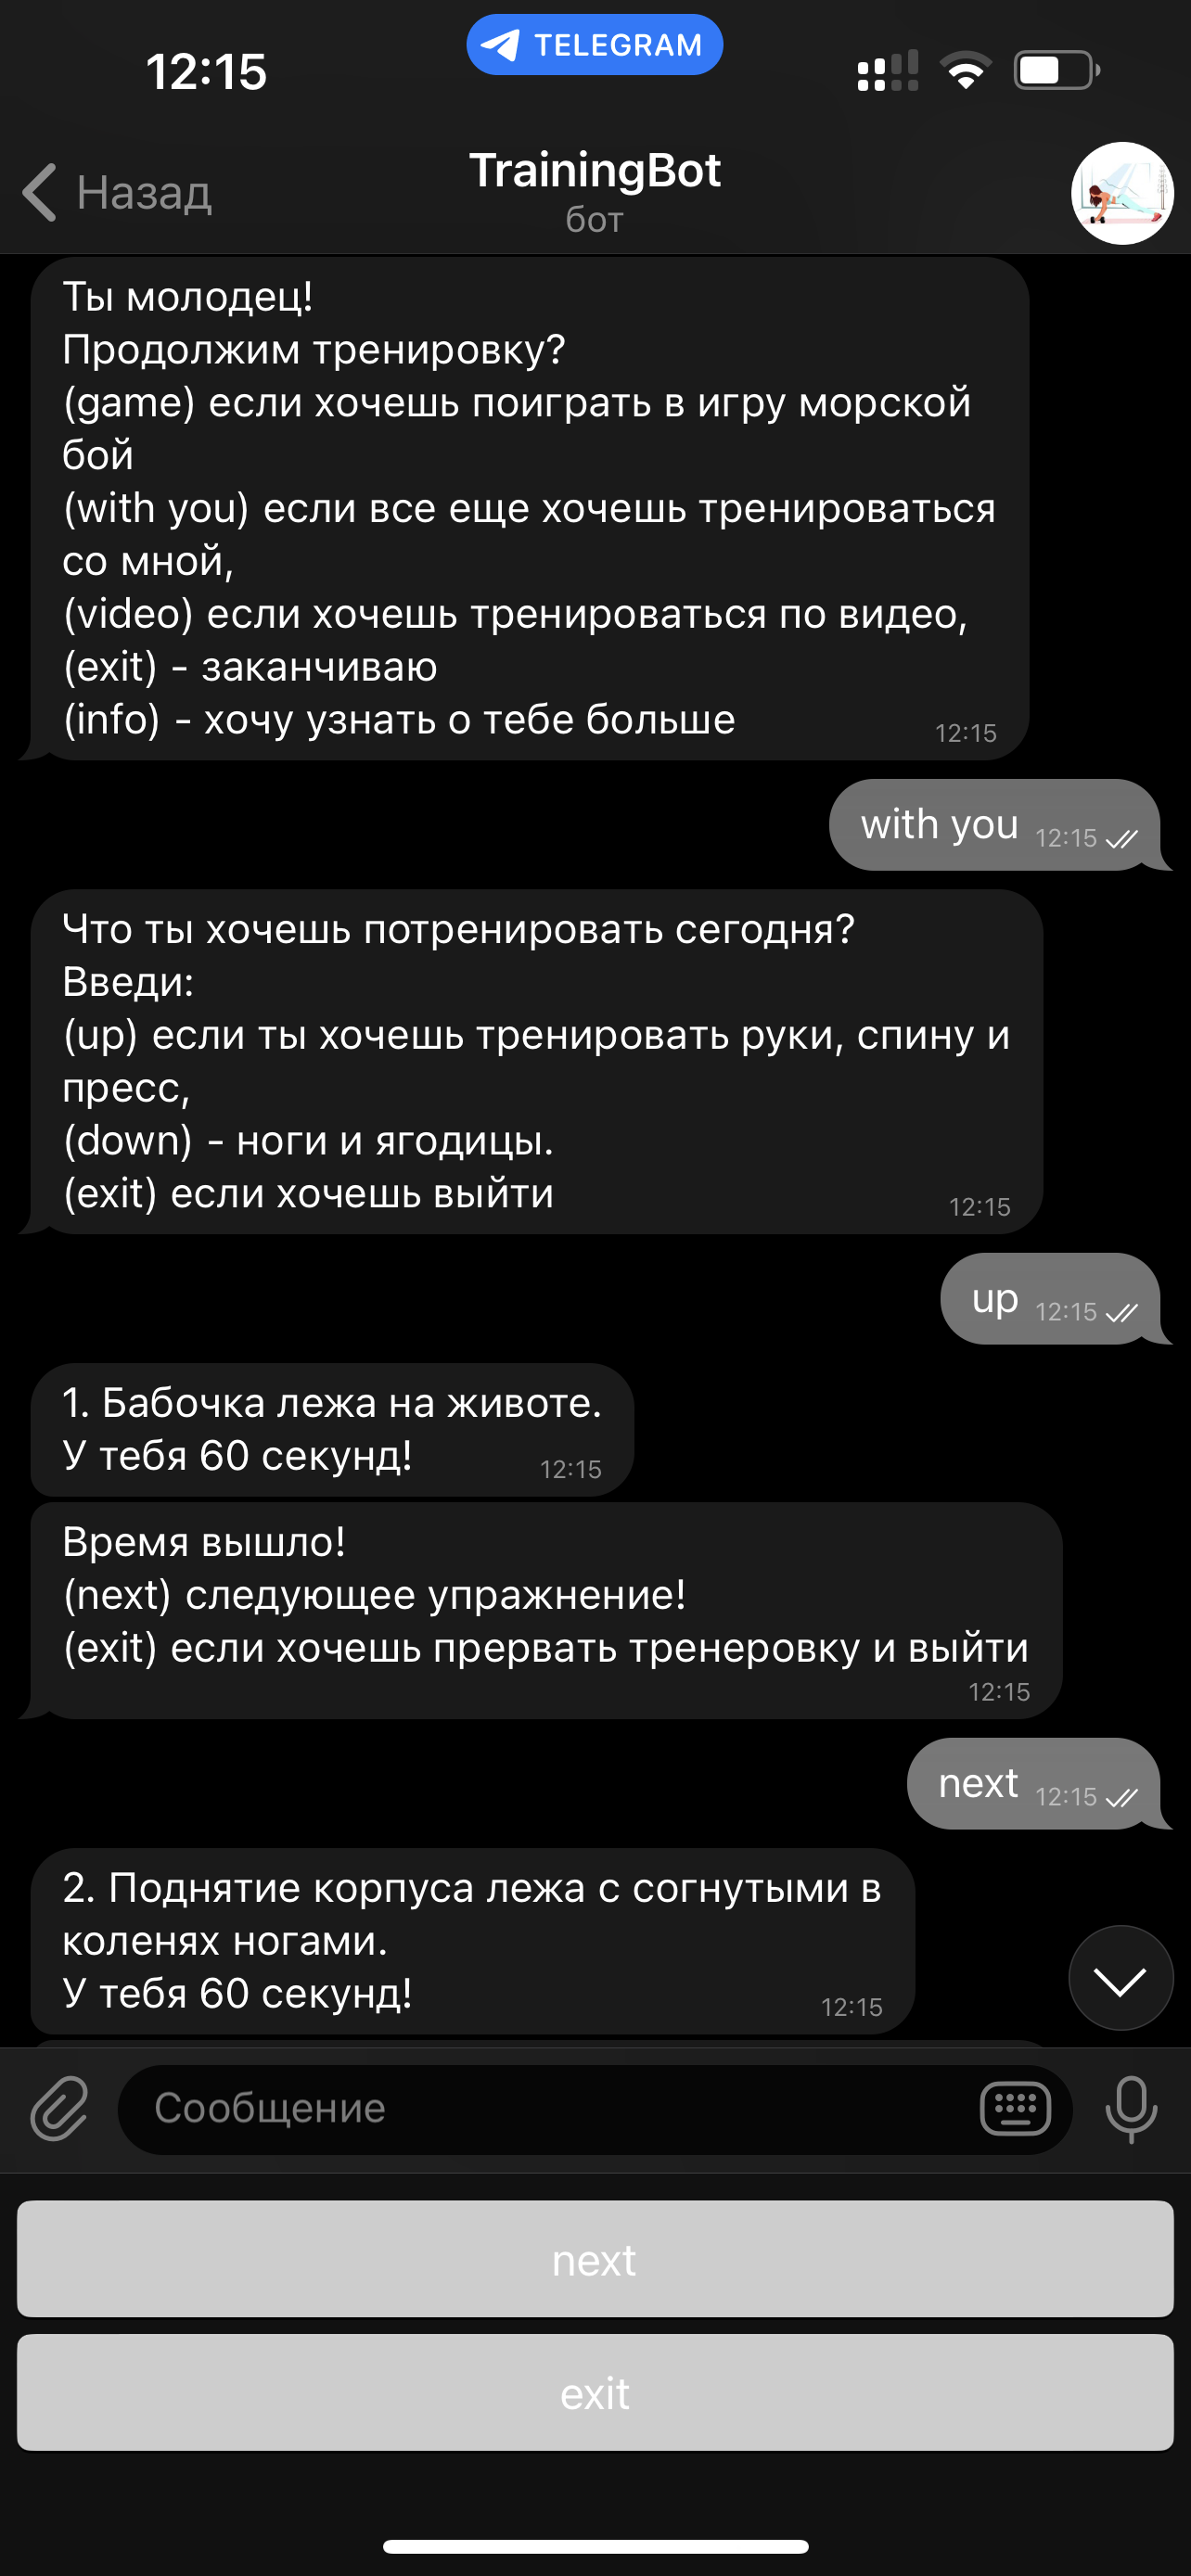 12:15
TELEGRAM
Назад
TrainingBot
бот
Ты молодец!
Продолжим тренировку?
(game) если хочешь поиграть в игру морской
бой
(with you) если все еще хочешь тренироваться
со мной,
(video) если хочешь тренироваться по видео,
(exit) - заканчиваю
(info) - хочу узнать о тебе больше
12:15
with you 12:15
Что ты хочешь потренировать сегодня?
Введи:
(up) если ты хочешь тренировать руки, спину и
пресс,
(down) - ноги и ягодицы.
(exit) если хочешь выйти
12:15
up 12:15
1. Бабочка лежа на животе.
У тебя 60 секунд!
12:15
Время вышло!
(next) следующее упражнение!
(exit) если хочешь прервать тренеровку и выйти
12:15
next 12:15
2. Поднятие корпуса лежа с согнутыми в
коленях ногами.
У тебя 60 секунд!
12:15
Сообщение
next
exit